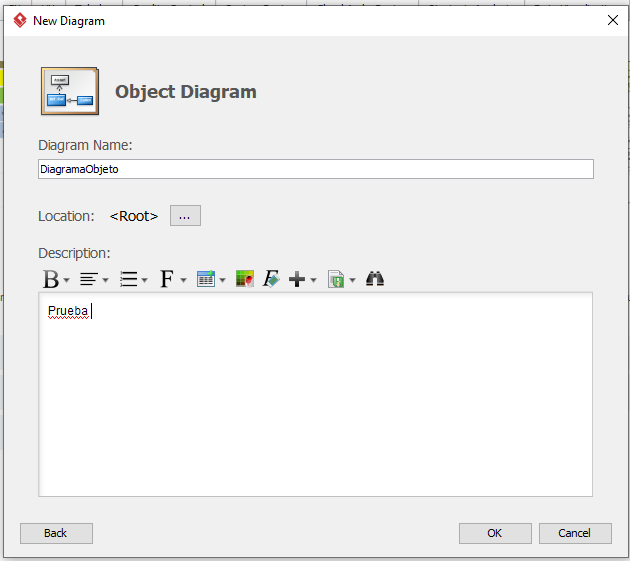 New Diagram
Object Diagram
Diagram Name:
DiagramaObjeto
Location: <Root> ...
Description:
B F F
Prueba
Back OK Cancel